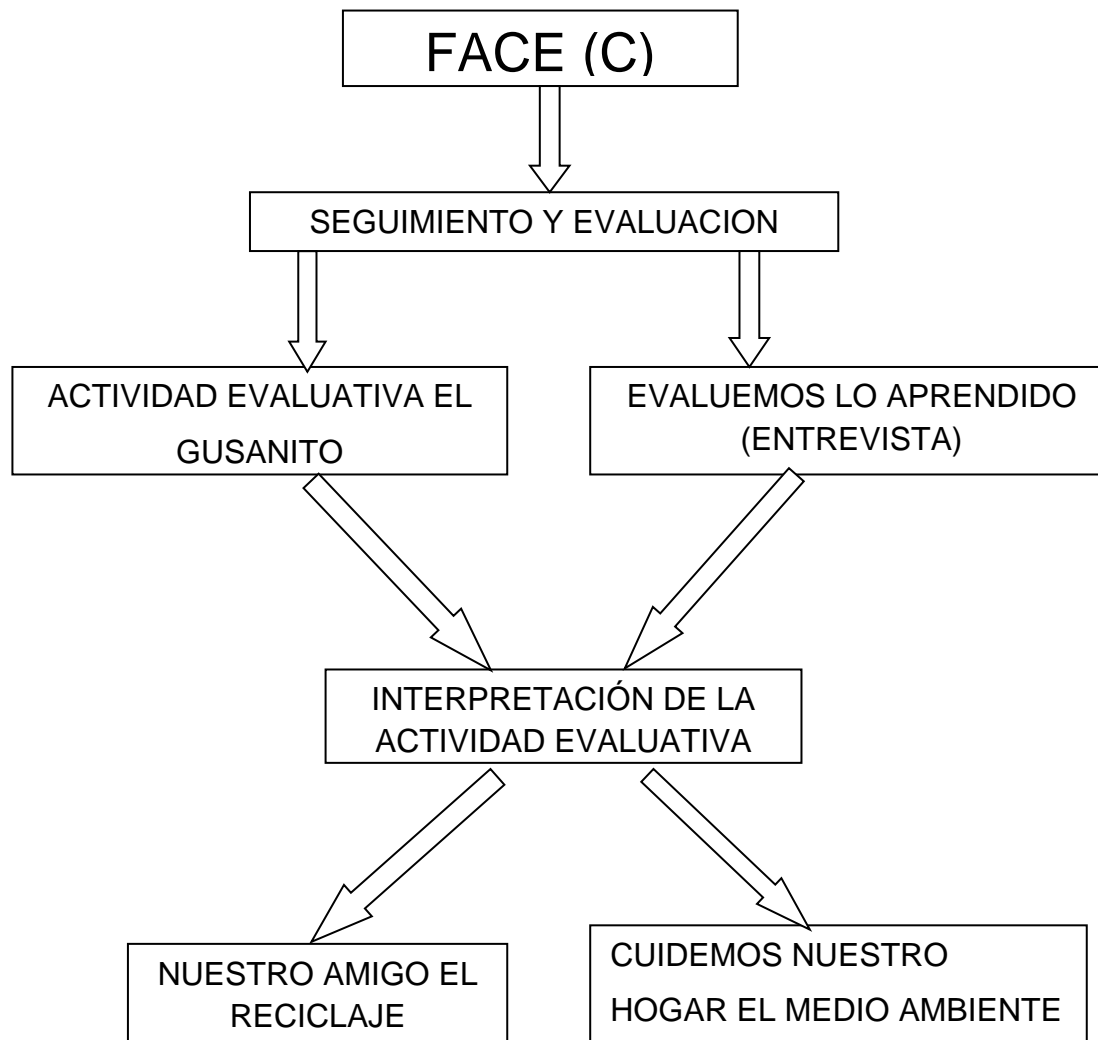 FACE (C)
SEGUIMIENTO Y EVALUACION
ACTIVIDAD EVALUATIVA EL
GUSANITO
EVALUEMOS LO APRENDIDO
(ENTREVISTA)
INTERPRETACIÓN DE LA
ACTIVIDAD EVALUATIVA
NUESTRO AMIGO EL
RECICLAJE
CUIDEMOS NUESTRO
HOGAR EL MEDIO AMBIENTE